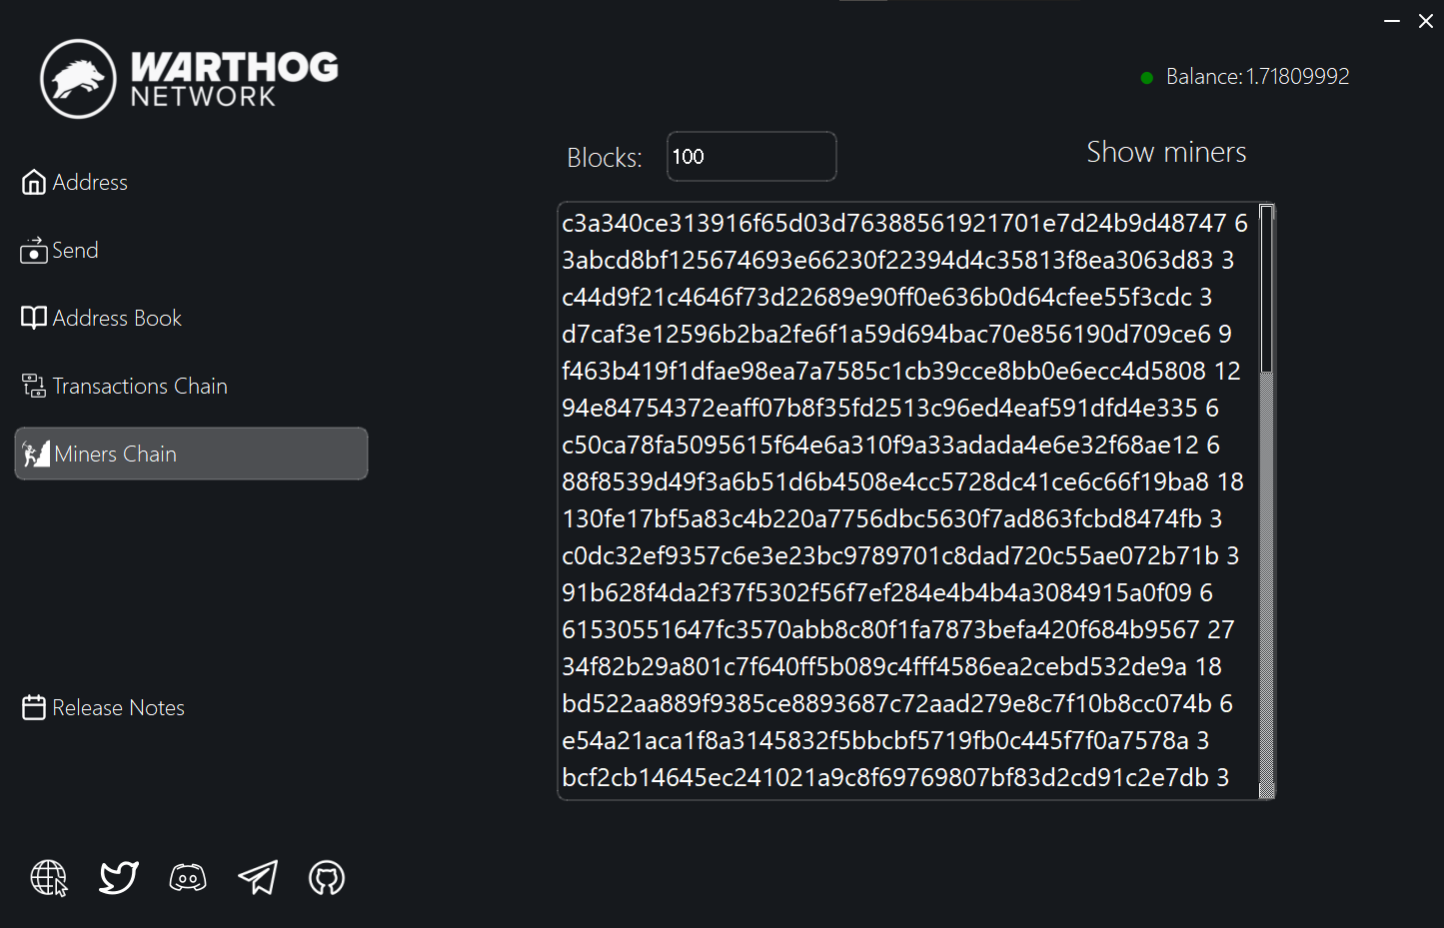 WARTHOG
NETWORK
Balance:1.71809992
Blocks:
100
Show miners
Address
Send
Address Book
Transactions Chain
Miners Chain
Release Notes
c3a340ce313916f65d03d76388561921701e7d24b9d48747 6
3abcd8bf125674693e66230f22394d4c35813f8ea3063d83 3
c44d9f21c4646f73d22689e90ff0e636b0d64cfee55f3cdc 3
d7caf3e12596b2ba2fe6f1a59d694bac70e856190d709ce6 9
f463b419f1dfae98ea7a7585c1cb39cce8bb0e6ecc4d5808 12
94e84754372eaff07b8f35fd2513c96ed4eaf591dfd4e335 6
c50ca78fa5095615f64e6a310f9a33adada4e6e32f68ae12 6
88f8539d49f3a6b51d6b4508e4cc5728dc41ce6c66f19ba8 18
130fe17bf5a83c4b220a7756dbc5630f7ad863fcbd8474fb 3
c0dc32ef9357c6e3e23bc9789701c8dad720c55ae072b71b 3
91b628f4da2f37f5302f56f7ef284e4b4b4a3084915a0f09 6
61530551647fc3570abb8c80f1fa7873befa420f684b9567 27
34f82b29a801c7f640ff5b089c4fff4586ea2cebd532de9a 18
bd522aa889f9385ce8893687c72aad279e8c7f10b8cc074b 6
e54a21aca1f8a3145832f5bbcbf5719fb0c445f7f0a7578a 3
bcf2cb14645ec241021a9c8f69769807bf83d2cd91c2e7db 3